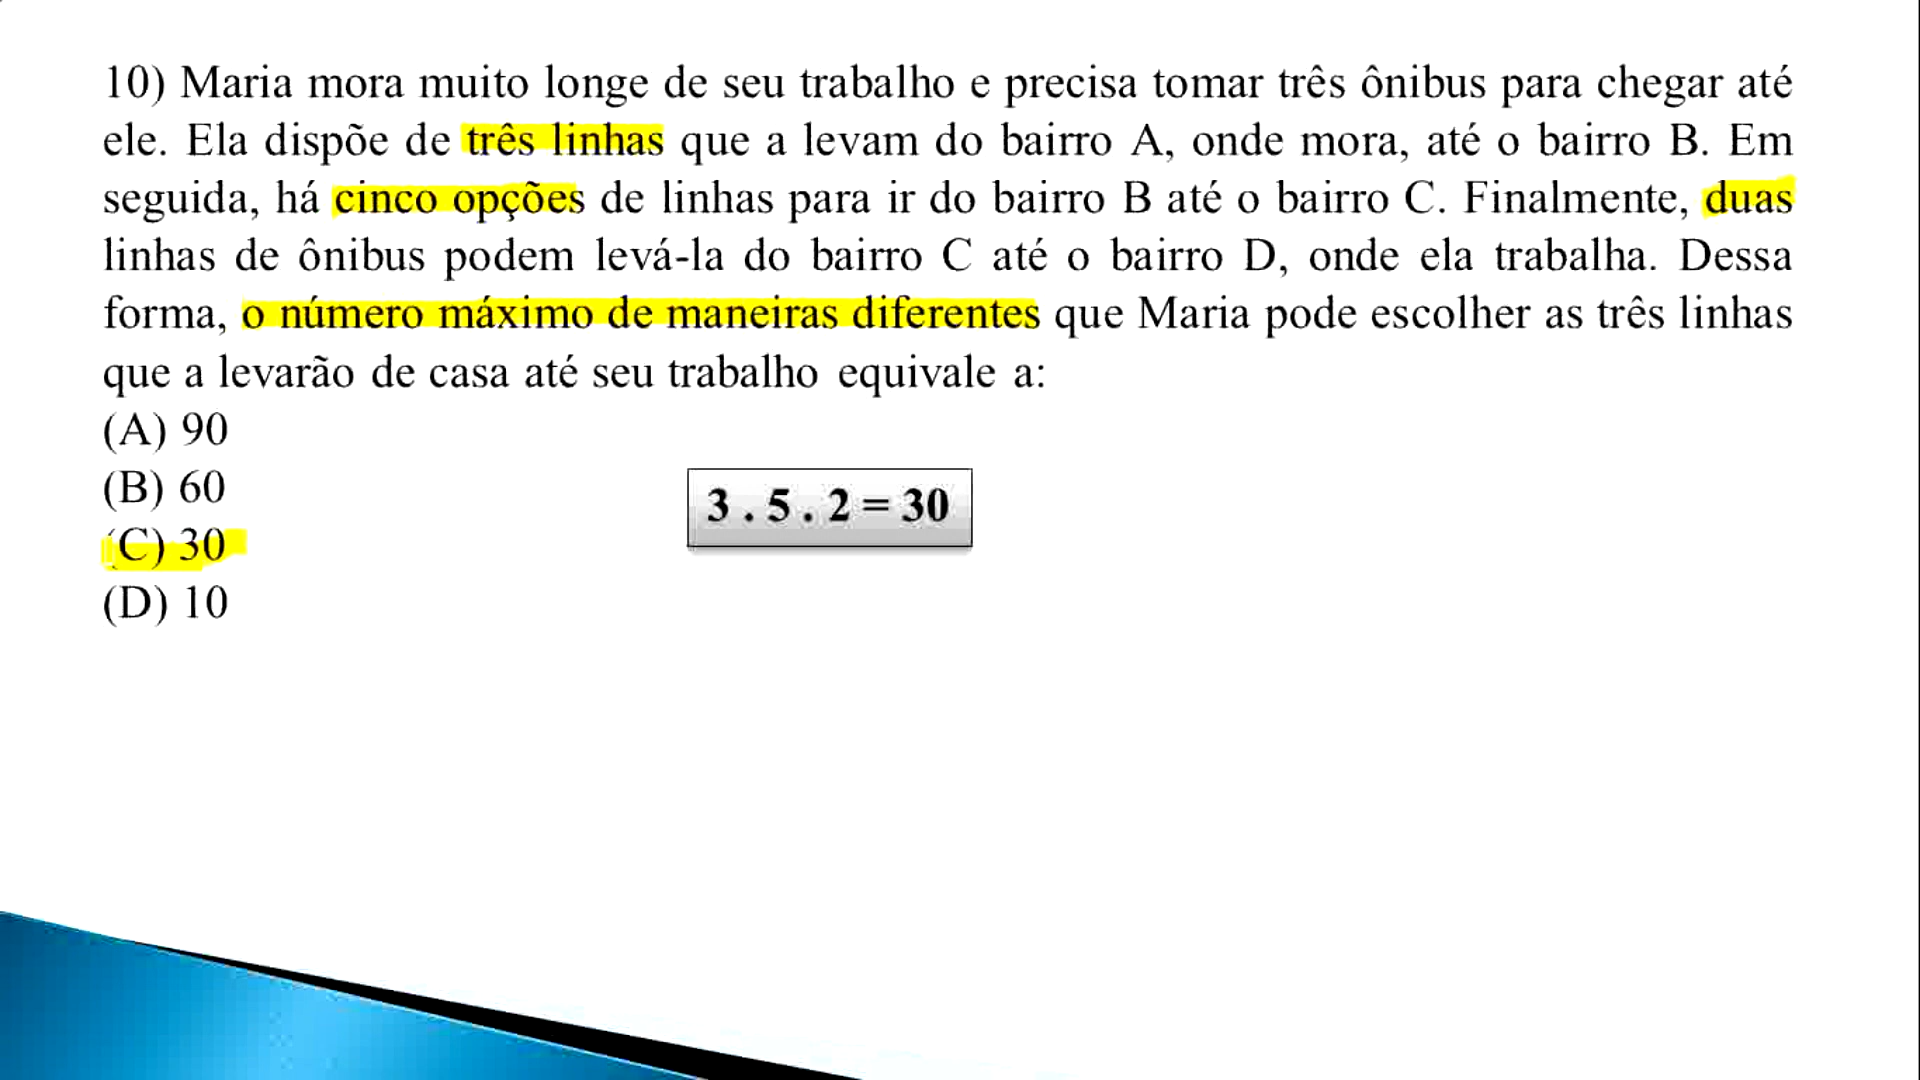 10) Maria mora muito longe de seu trabalho e precisa tomar três ônibus para chegar até
ele. Ela dispõe de três linhas que a levam do bairro A, onde mora, até o bairro B. Em
seguida, há cinco opções de linhas para ir do bairro B até o bairro C. Finalmente, duas
linhas de ônibus podem levá-la do bairro C até o bairro D, onde ela trabalha. Dessa
forma, o número máximo de maneiras diferentes que Maria pode escolher as três linhas
que a levarão de casa até seu trabalho equivale a:
(A) 90
(B) 60
(C) 30
(D) 10
3 . 5 . 2 = 30